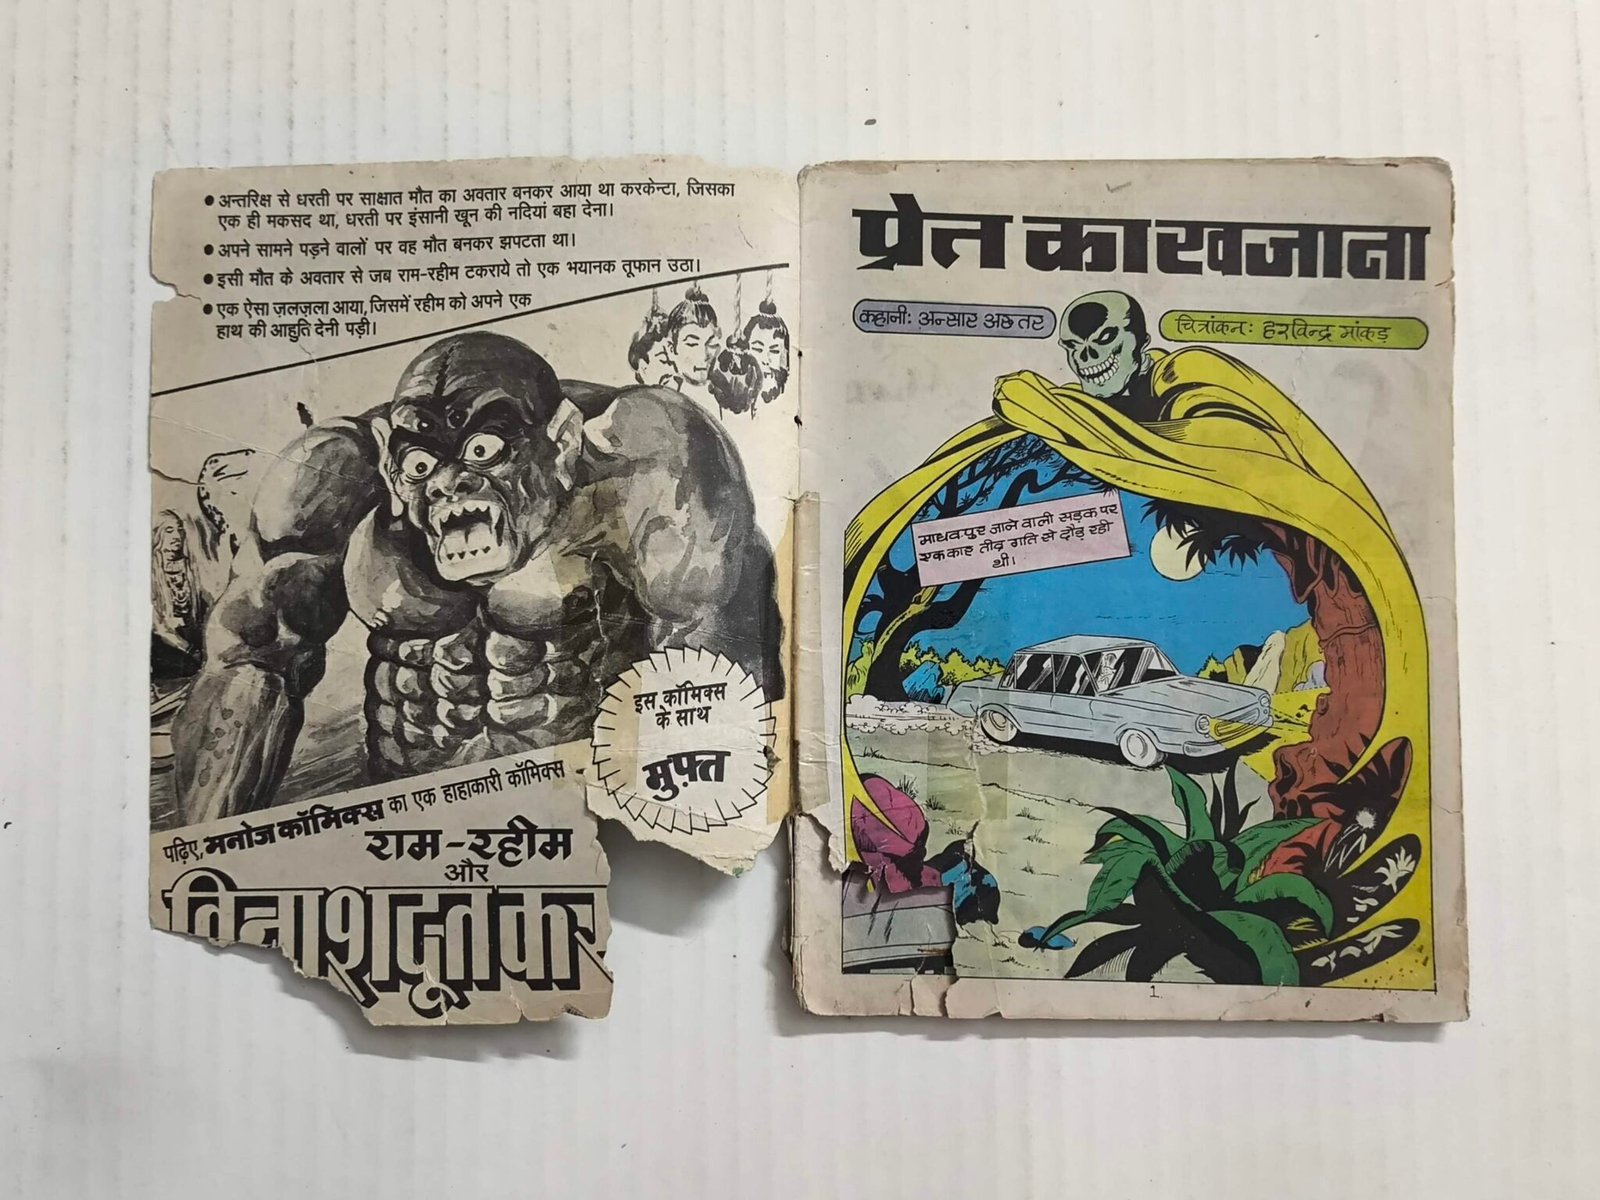 • अन्तरिक्ष से धरती पर साक्षात मौत का अवतार बनकर आया था करकेन्टा, जिसका
एक ही मकसद था, धरती पर इंसानी खून की नदियां बहा देना।
• अपने सामने पड़ने वालों पर वह मौत बनकर झपटता था।
• इसी मौत के अवतार से जब राम-रहीम टकराये तो एक भयानक तूफान उठा।
• एक ऐसा ज़लज़ला आया, जिसमें रहीम को अपने एक
हाथ की आहुति देनी पड़ी।
इस कॉमिक्स
के साथ
मुफ़्त
पढ़िए, मनोज कॉमिक्स का एक हाहाकारी कॉमिक्स
राम-रहीम
और
विनाशदूत
प्रेत का खजाना
कहानी: अन्सार अख्तर
चित्रांकन: हरविन्द्र मांकड़
माधवपुर जाने वाली सड़क पर
एक कार तीव्र गति से दौड़ रही
थी।
1